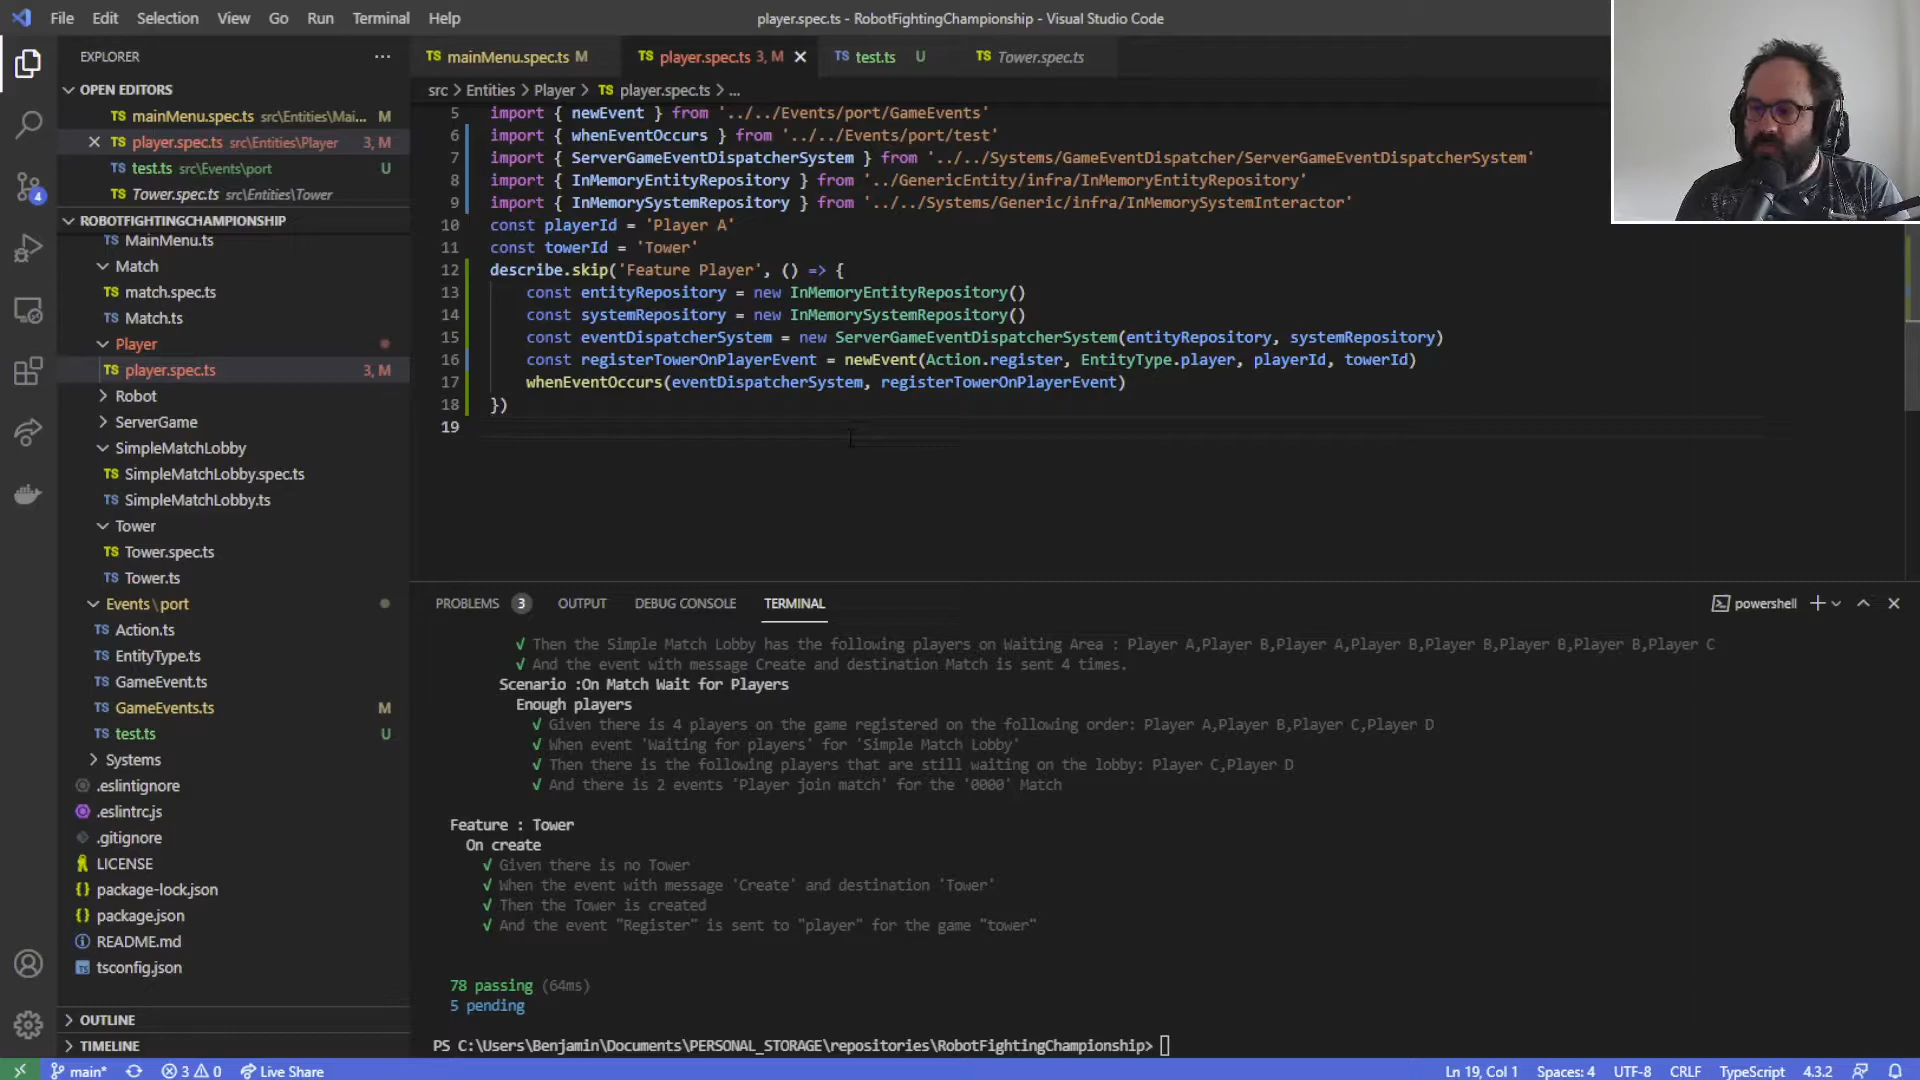 File Edit Selection View Go Run Terminal Help
player.spec.ts - RobotFightingChampionship - Visual Studio Code
EXPLORER
OPEN EDITORS
TS mainMenu.spec.ts src\Entities\Mai... M
TS player.spec.ts src\Entities\Player 3, M
TS test.ts src\Events\port U
TS Tower.spec.ts src\Entities\Tower
ROBOTFIGHTINGCHAMPIONSHIP
TS MainMenu.ts
Match
TS match.spec.ts
TS Match.ts
Player
TS player.spec.ts 3, M
Robot
ServerGame
SimpleMatchLobby
TS SimpleMatchLobby.spec.ts
TS SimpleMatchLobby.ts
Tower
TS Tower.spec.ts
TS Tower.ts
Events \ port
TS Action.ts
TS EntityType.ts
TS GameEvent.ts
TS GameEvents.ts M
TS test.ts U
Systems
.eslintignore
.eslintrc.js
.gitignore
LICENSE
{} package-lock.json
{} package.json
README.md
tsconfig.json
OUTLINE
TIMELINE
4
TS mainMenu.spec.ts M
TS player.spec.ts 3, M
TS test.ts U
TS Tower.spec.ts
src > Entities > Player > TS player.spec.ts > ...
5 import { newEvent } from '../../Events/port/GameEvents'
6 import { whenEventOccurs } from '../../Events/port/test'
7 import { ServerGameEventDispatcherSystem } from '../../Systems/GameEventDispatcher/ServerGameEventDispatcherSystem'
8 import { InMemoryEntityRepository } from '../GenericEntity/infra/InMemoryEntityRepository'
9 import { InMemorySystemRepository } from '../../Systems/Generic/infra/InMemorySystemInteractor'
10 const playerId = 'Player A'
11 const towerId = 'Tower'
12 describe.skip('Feature Player', () => {
13 const entityRepository = new InMemoryEntityRepository()
14 const systemRepository = new InMemorySystemRepository()
15 const eventDispatcherSystem = new ServerGameEventDispatcherSystem(entityRepository, systemRepository)
16 const registerTowerOnPlayerEvent = newEvent(Action.register, EntityType.player, playerId, towerId)
17 whenEventOccurs(eventDispatcherSystem, registerTowerOnPlayerEvent)
18 })
19
PROBLEMS 3 OUTPUT DEBUG CONSOLE TERMINAL
powershell
√ Then the Simple Match Lobby has the following players on Waiting Area : Player A,Player B,Player A,Player B,Player B,Player B,Player B,Player C
√ And the event with message Create and destination Match is sent 4 times.
Scenario :On Match Wait for Players
Enough players
√ Given there is 4 players on the game registered on the following order: Player A,Player B,Player C,Player D
√ When event 'Waiting for players' for 'Simple Match Lobby'
√ Then there is the following players that are still waiting on the lobby: Player C,Player D
√ And there is 2 events 'Player join match' for the '0000' Match
Feature : Tower
On create
√ Given there is no Tower
√ When the event with message 'Create' and destination 'Tower'
√ Then the Tower is created
√ And the event "Register" is sent to "player" for the game "tower"
78 passing (64ms)
5 pending
PS C:\Users\Benjamin\Documents\PERSONAL_STORAGE\repositories\RobotFightingChampionship>
main* 3 0 Live Share
Ln 19, Col 1 Spaces: 4 UTF-8 CRLF TypeScript 4.3.2